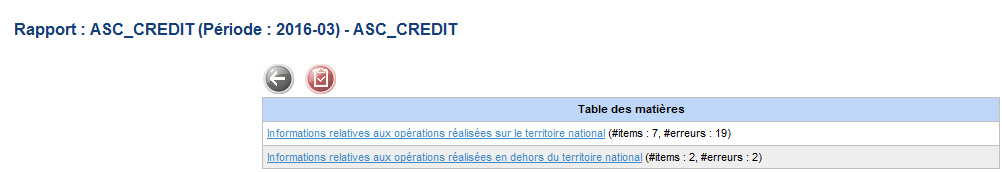 Rapport : ASC_CREDIT (Période : 2016-03) - ASC_CREDIT
Table des matières
Informations relatives aux opérations réalisées sur le territoire national (#items : 7, #erreurs : 19)
Informations relatives aux opérations réalisées en dehors du territoire national (#items : 2, #erreurs : 2)